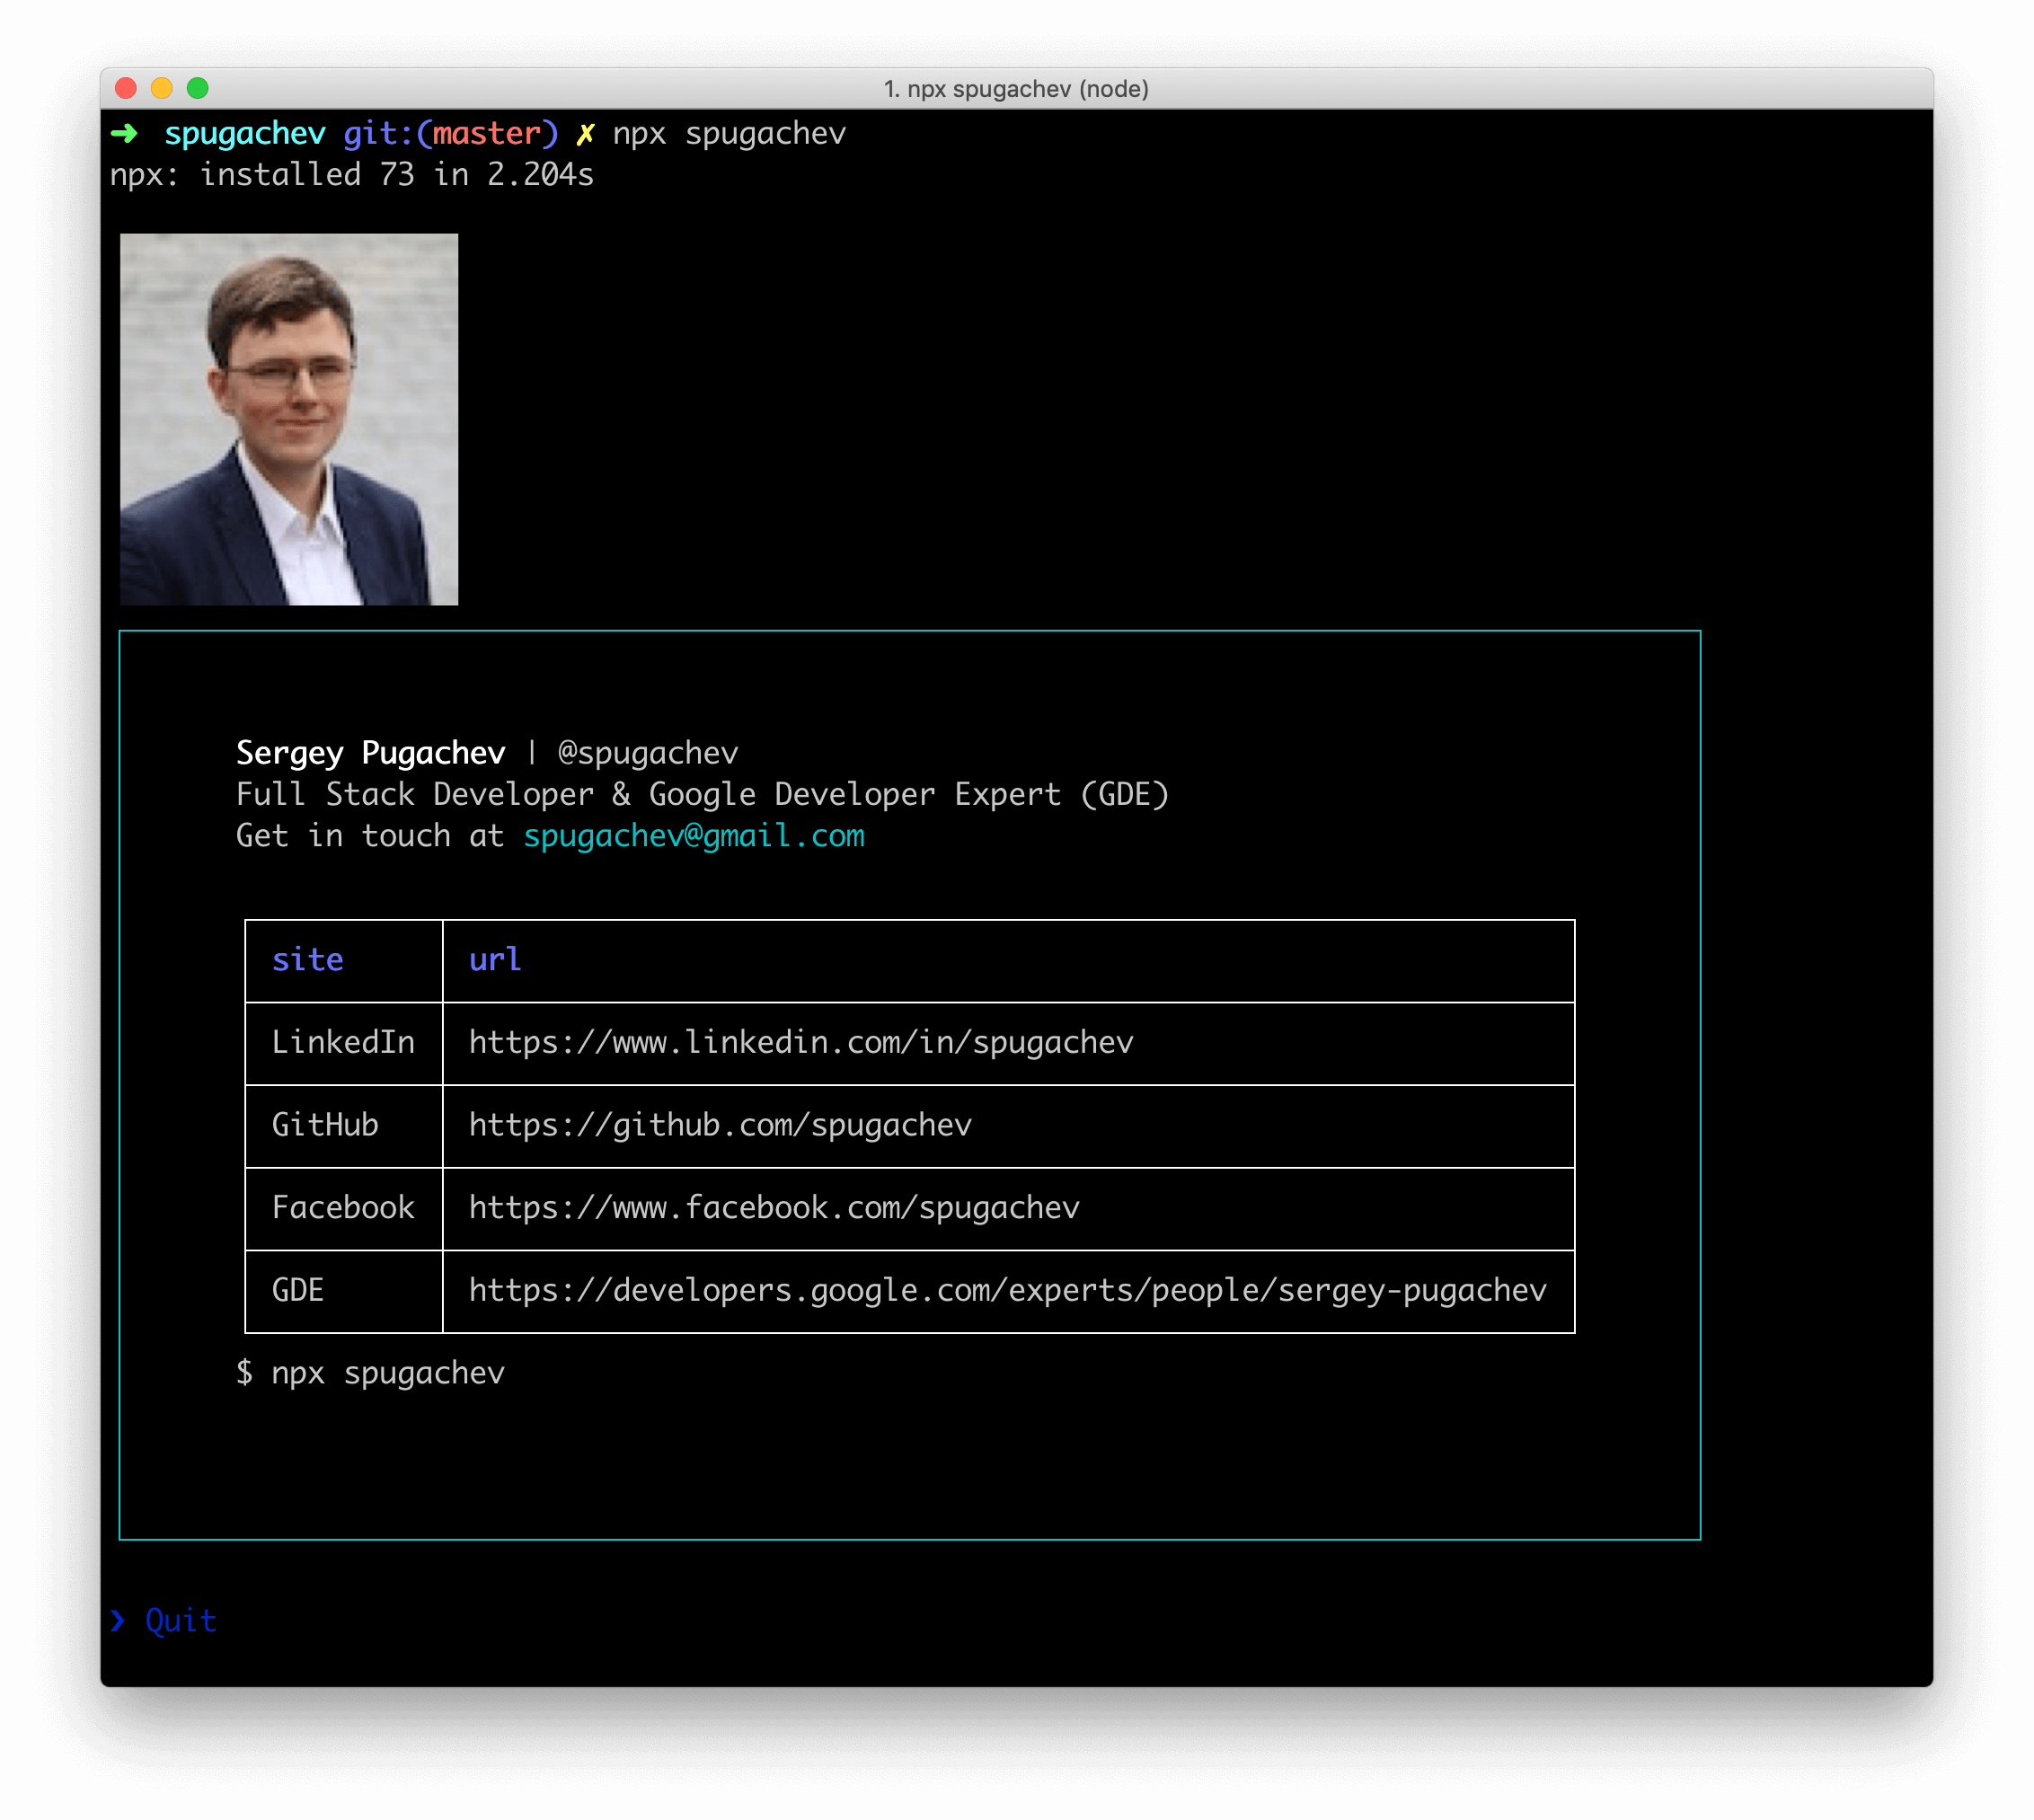 1. npx spugachev (node)
➜ spugachev git:(master) ✗ npx spugachev
npx: installed 73 in 2.204s
Sergey Pugachev | @spugachev
Full Stack Developer & Google Developer Expert (GDE)
Get in touch at spugachev@gmail.com
site url
LinkedIn https://www.linkedin.com/in/spugachev
GitHub https://github.com/spugachev
Facebook https://www.facebook.com/spugachev
GDE https://developers.google.com/experts/people/sergey-pugachev
$ npx spugachev
❯ Quit